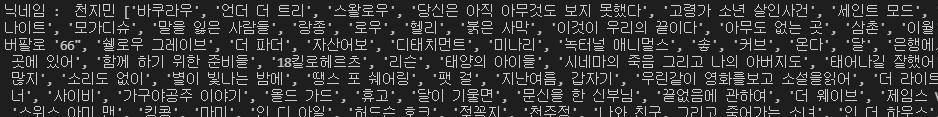 닉네임 :  천지민 ['바쿠라우', '언더 더 트리', '스왈로우', '당신은 아직 아무것도 보지 못했다', '고령가 소년 살인사건', '세인트 모드', '
나이트', '모가디슈', '말을 잃은 사람들', '랑종', '로우', '헬리', '붉은 사막', '이것이 우리의 끝이다', '아무도 없는 곳', '삼촌', '이월
버팔로 '66", '쉘로우 그레이브', '더 파더', '자산어보', '디태치먼트', '미나리', '녹터널 애니멀스', '송', '커브', '온다', '달', '은행에
곳에 있어', '함께 하기 위한 준비들', '18킬로헤르츠', '리슨', '태양의 아이들', '시네마의 죽음 그리고 나의 아버지도', '태어나길 잘했어
많지', '소리도 없이', '별이 빛나는 밤에', '땡스 포 쉐어링', '팻 걸', '지난여름, 갑자기', '우린같이 영화를보고 소설을읽어', '더 라이트
너', '사이비', '가구야공주 이야기', '올드 가드', '휴고', '달이 기울면', '문신을 한 신부님', '끝없음에 관하여', '더 웨이브', '제임스
'스위스 아미 맨', '킹콩', '마미', '인 디 아일', '허드슨 호크', '젖꼭지', '천주정', '나와 친구, 그리고 죽어가는 소녀', '인 더 하우스'